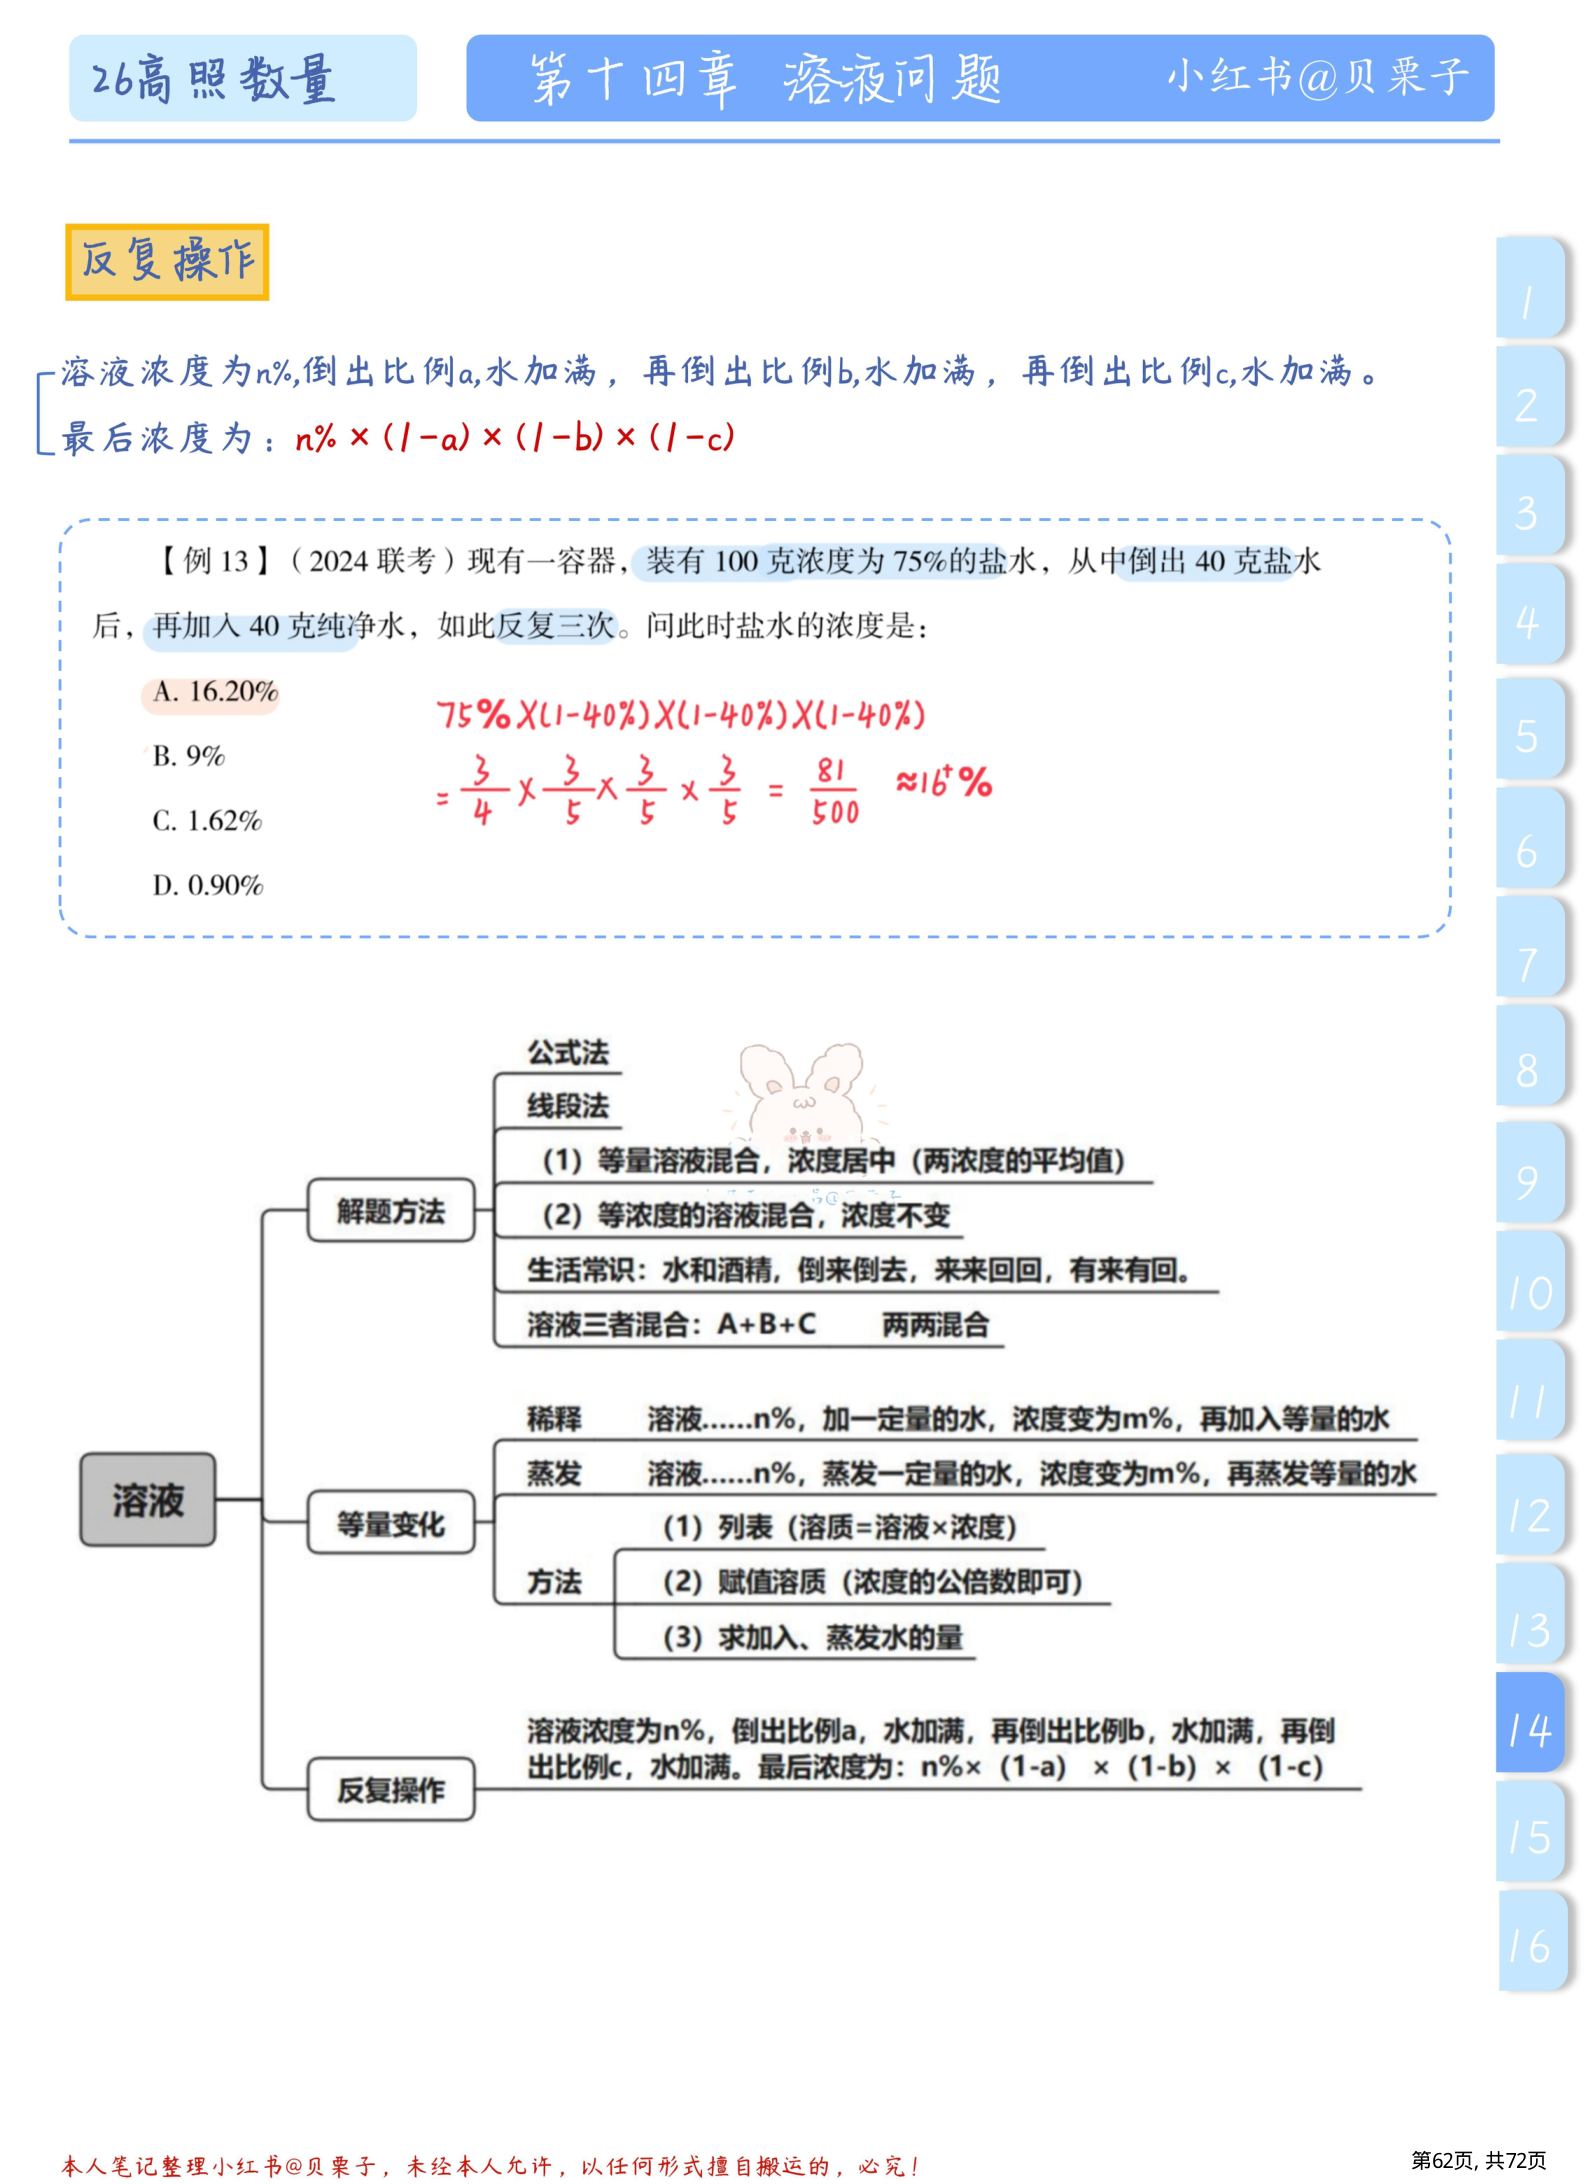 26高照数量
第十四章 溶液问题
小红书@贝栗子
反复操作
溶液浓度为n%,倒出比例a,水加满，再倒出比例b,水加满，再倒出比例c,水加满。
最后浓度为：n%×(1-a)×(1-b)×(1-c)
【例 13】（2024 联考）现有一容器，装有 100 克浓度为 75%的盐水，从中倒出 40 克盐水
后，再加入 40 克纯净水，如此反复三次。问此时盐水的浓度是：
A. 16.20%
B. 9%
C. 1.62%
D. 0.90%
75%×(1-40%)×(1-40%)×(1-40%)
= 3/4 × 3/5 × 3/5 × 3/5 = 81/500 ≈16⁺%
公式法
线段法
（1）等量溶液混合，浓度居中（两浓度的平均值）
解题方法
（2）等浓度的溶液混合，浓度不变
生活常识：水和酒精，倒来倒去，来来回回，有来有回。
溶液三者混合：A+B+C 两两混合
稀释 溶液……n%，加一定量的水，浓度变为m%，再加入等量的水
蒸发 溶液……n%，蒸发一定量的水，浓度变为m%，再蒸发等量的水
溶液
等量变化
（1）列表（溶质=溶液×浓度）
方法
（2）赋值溶质（浓度的公倍数即可）
（3）求加入、蒸发水的量
溶液浓度为n%，倒出比例a，水加满，再倒出比例b，水加满，再倒
出比例c，水加满。最后浓度为：n%×（1-a）×（1-b）×（1-c）
反复操作
1
2
3
4
5
6
7
8
9
10
11
12
13
14
15
16
本人笔记整理小红书@贝栗子，未经本人允许，以任何形式擅自搬运的，必究！
第62页, 共72页